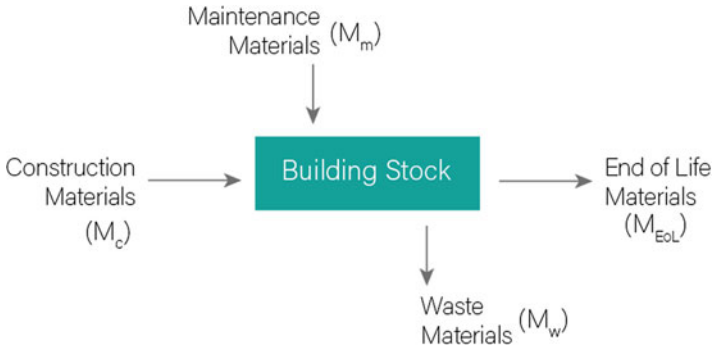 Maintenance
Materials (Mm)
Construction
Materials
(Mc)
Building Stock
End of Life
Materials
(MEoL)
Waste
Materials (Mw)